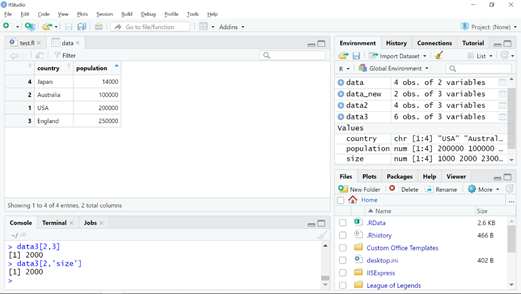 RStudio
File Edit Code View Plots Session Build Debug Profile Tools Help
Go to file/function Addins Project: (None)
test.R data
Filter
country population
4 Japan 14000
2 Australia 100000
1 USA 200000
3 England 250000
Showing 1 to 4 of 4 entries, 2 total columns
Console Terminal Jobs
~/
> data3[2,3]
[1] 2000
> data3[2,'size']
[1] 2000
>
Environment History Connections Tutorial
Import Dataset List
R Global Environment
data 4 obs. of 2 variables
data_new 2 obs. of 3 variables
data2 4 obs. of 3 variables
data3 6 obs. of 3 variables
values
country chr [1:4] "USA" "Austral…
population num [1:4] 200000 100000 …
size num [1:4] 1000 2000 2300…
Files Plots Packages Help Viewer
New Folder Delete Rename More
Home
Name Size
.RData 2.6 KB
.Rhistory 466 B
Custom Office Templates
desktop.ini 402 B
IISExpress
League of Legends